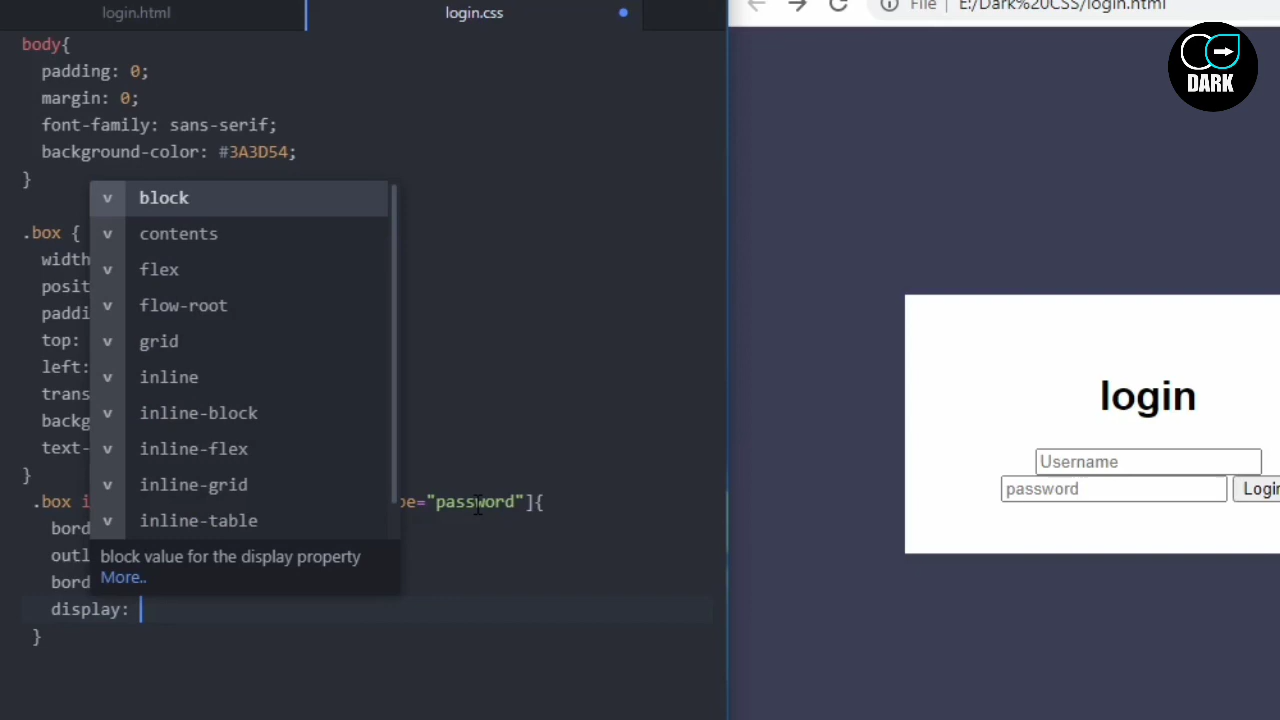 login.html
login.css
File
E:/Dark%20CSS/login.html
DARK
body{
padding: 0;
margin: 0;
font-family: sans-serif;
background-color: #3A3D54;
}
.box {
width
posit
paddi
top:
left:
trans
backg
text-
}
.box i
pe="password"]{
bord
outl
bord
display:
}
v block
v contents
v flex
v flow-root
v grid
v inline
v inline-block
v inline-flex
v inline-grid
v inline-table
block value for the display property
More..
login
Username
password
Login